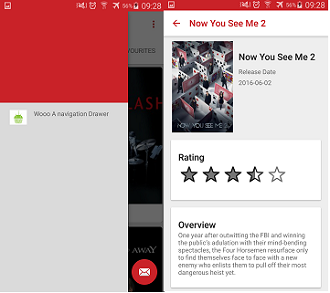 56% 09:28
VOURITES
Wooo A navigation Drawer
LASH
AWAY
56% 09:28
Now You See Me 2
NOW YOU SEE ME 2
Now You See Me 2
Release Date
2016-06-02
Rating
Overview
One year after outwitting the FBI and winning
the public's adulation with their mind-bending
spectacles, the Four Horsemen resurface only
to find themselves face to face with a new
enemy who enlists them to pull off their most
dangerous heist yet.